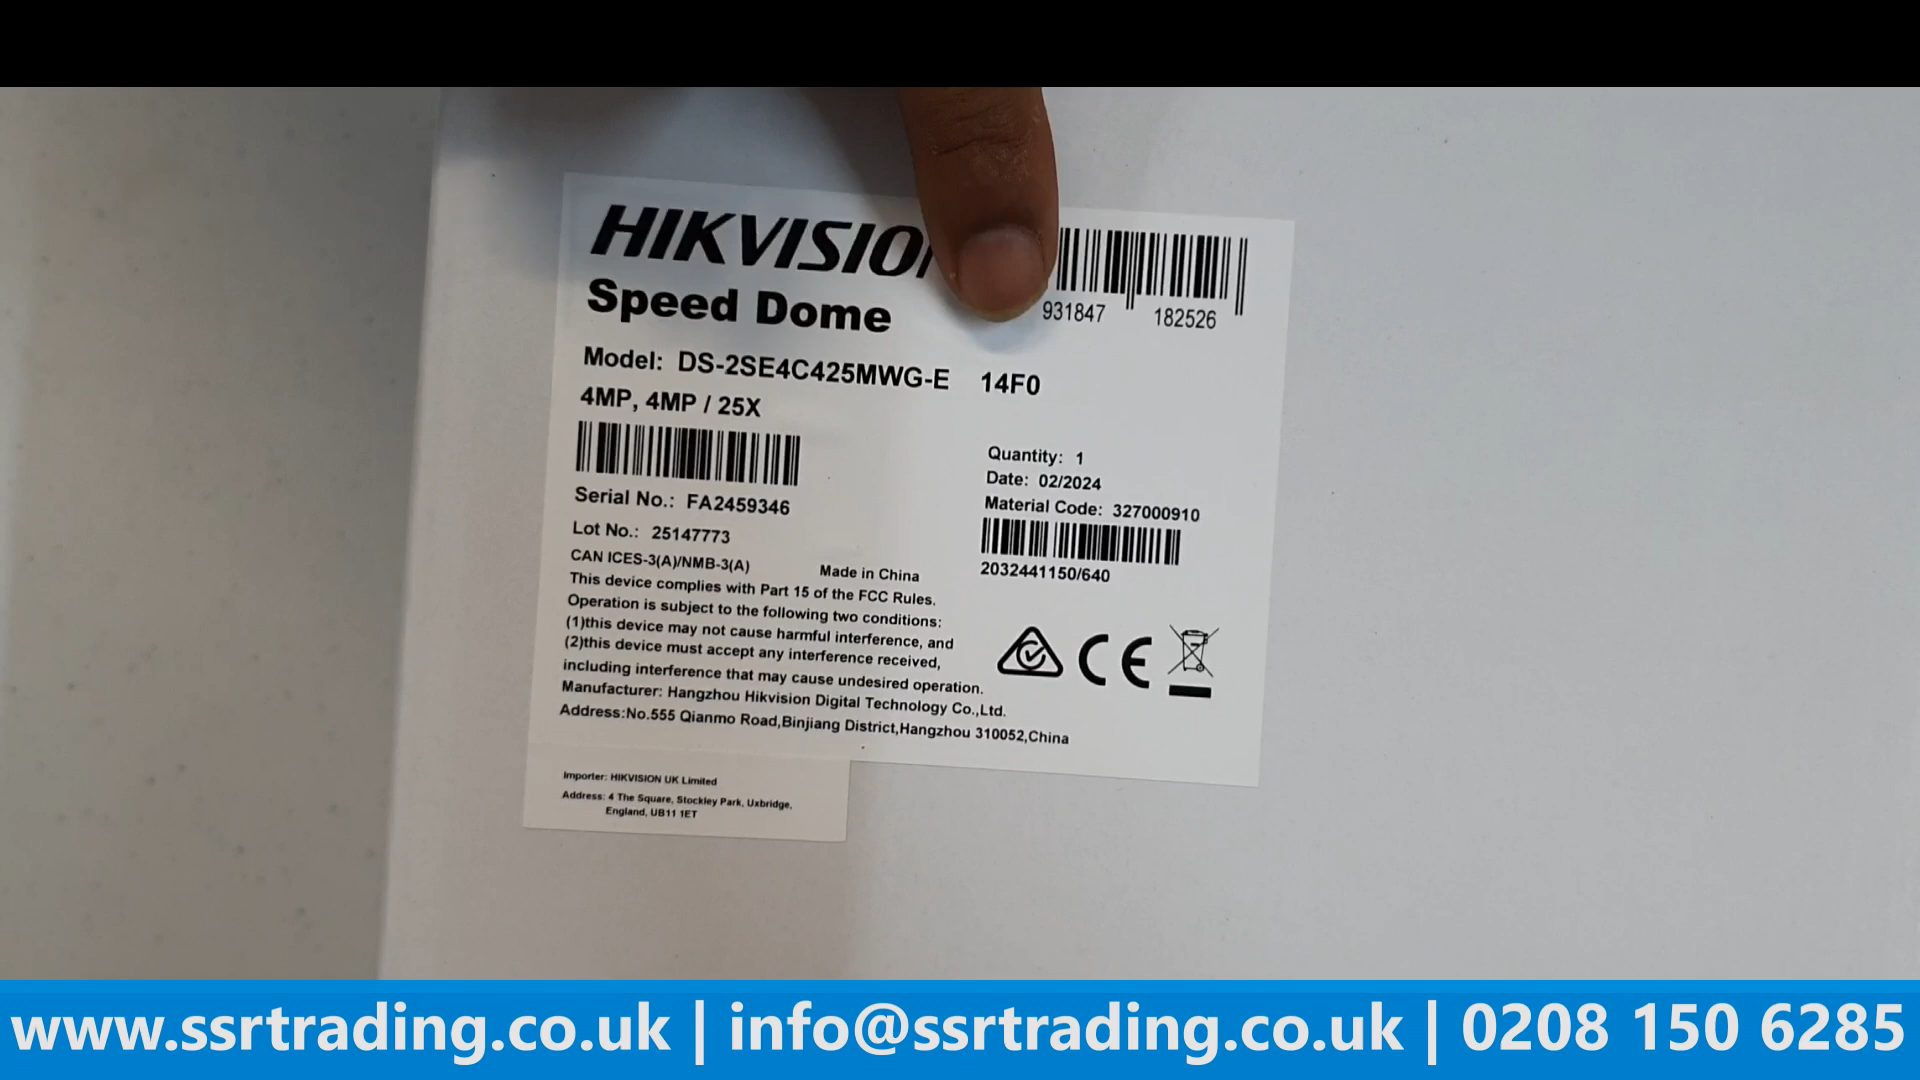 HIKVISION
Speed Dome
931847 182526
Model: DS-2SE4C425MWG-E 14F0
4MP, 4MP / 25X
Serial No.: FA2459346
Lot No.: 25147773
CAN ICES-3(A)/NMB-3(A)
Made in China
This device complies with Part 15 of the FCC Rules.
Operation is subject to the following two conditions:
(1)this device may not cause harmful interference, and
(2)this device must accept any interference received,
including interference that may cause undesired operation.
Manufacturer: Hangzhou Hikvision Digital Technology Co.,Ltd.
Address:No.555 Qianmo Road,Binjiang District,Hangzhou 310052,China
Quantity: 1
Date: 02/2024
Material Code: 327000910
2032441150/640
CE
Importer: HIKVISION UK Limited
Address: 4 The Square, Stockley Park, Uxbridge,
England, UB11 1ET
www.ssrtrading.co.uk | info@ssrtrading.co.uk | 0208 150 6285